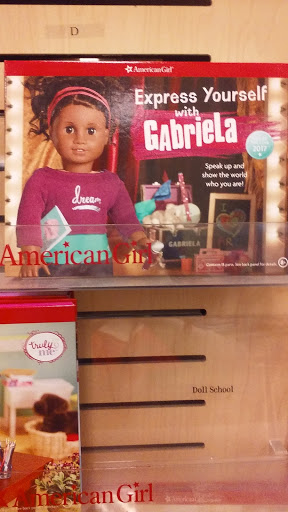 D
American Girl
Express Yourself
with
GABRIELA
2017
Speak up and
show the world
who you are!
dream
GABRIELA
American Girl
truly
me
Doll School
American Girl